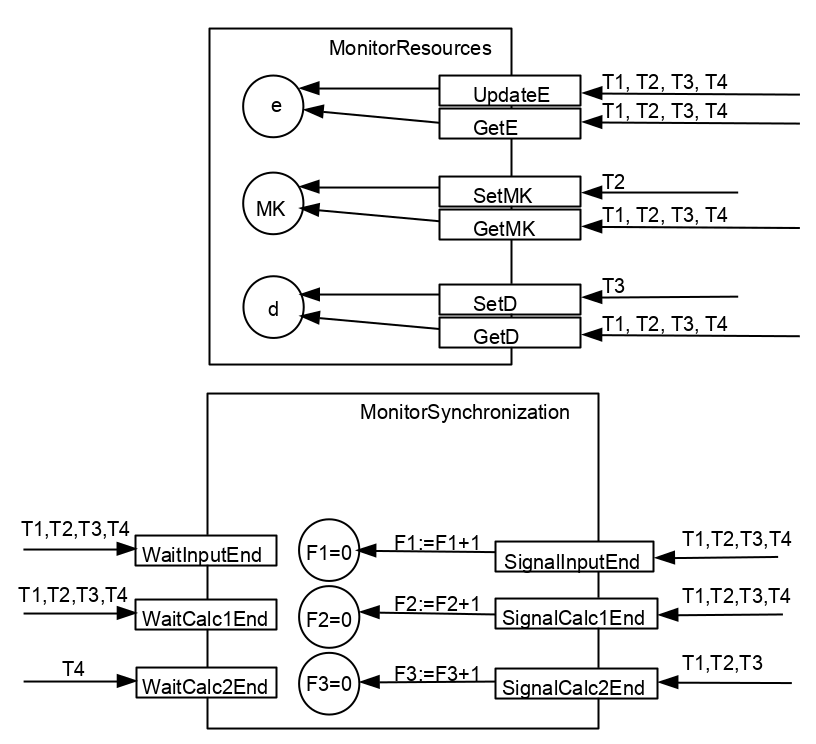 MonitorResources
e
UpdateE
T1, T2, T3, T4
GetE
T1, T2, T3, T4
MK
SetMK
T2
GetMK
T1, T2, T3, T4
d
SetD
T3
GetD
T1, T2, T3, T4
MonitorSynchronization
T1,T2,T3,T4
WaitInputEnd
F1=0
F1:=F1+1
SignalInputEnd
T1,T2,T3,T4
T1,T2,T3,T4
WaitCalc1End
F2=0
F2:=F2+1
SignalCalc1End
T1,T2,T3,T4
T4
WaitCalc2End
F3=0
F3:=F3+1
SignalCalc2End
T1,T2,T3